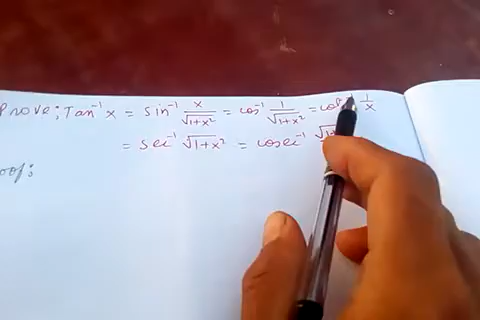 Prove: Tan⁻¹ x = sin⁻¹ x/√(1+x²) = cos⁻¹ 1/√(1+x²) = cot⁻¹ 1/x
= sec⁻¹ √(1+x²) = cosec⁻¹
oof: